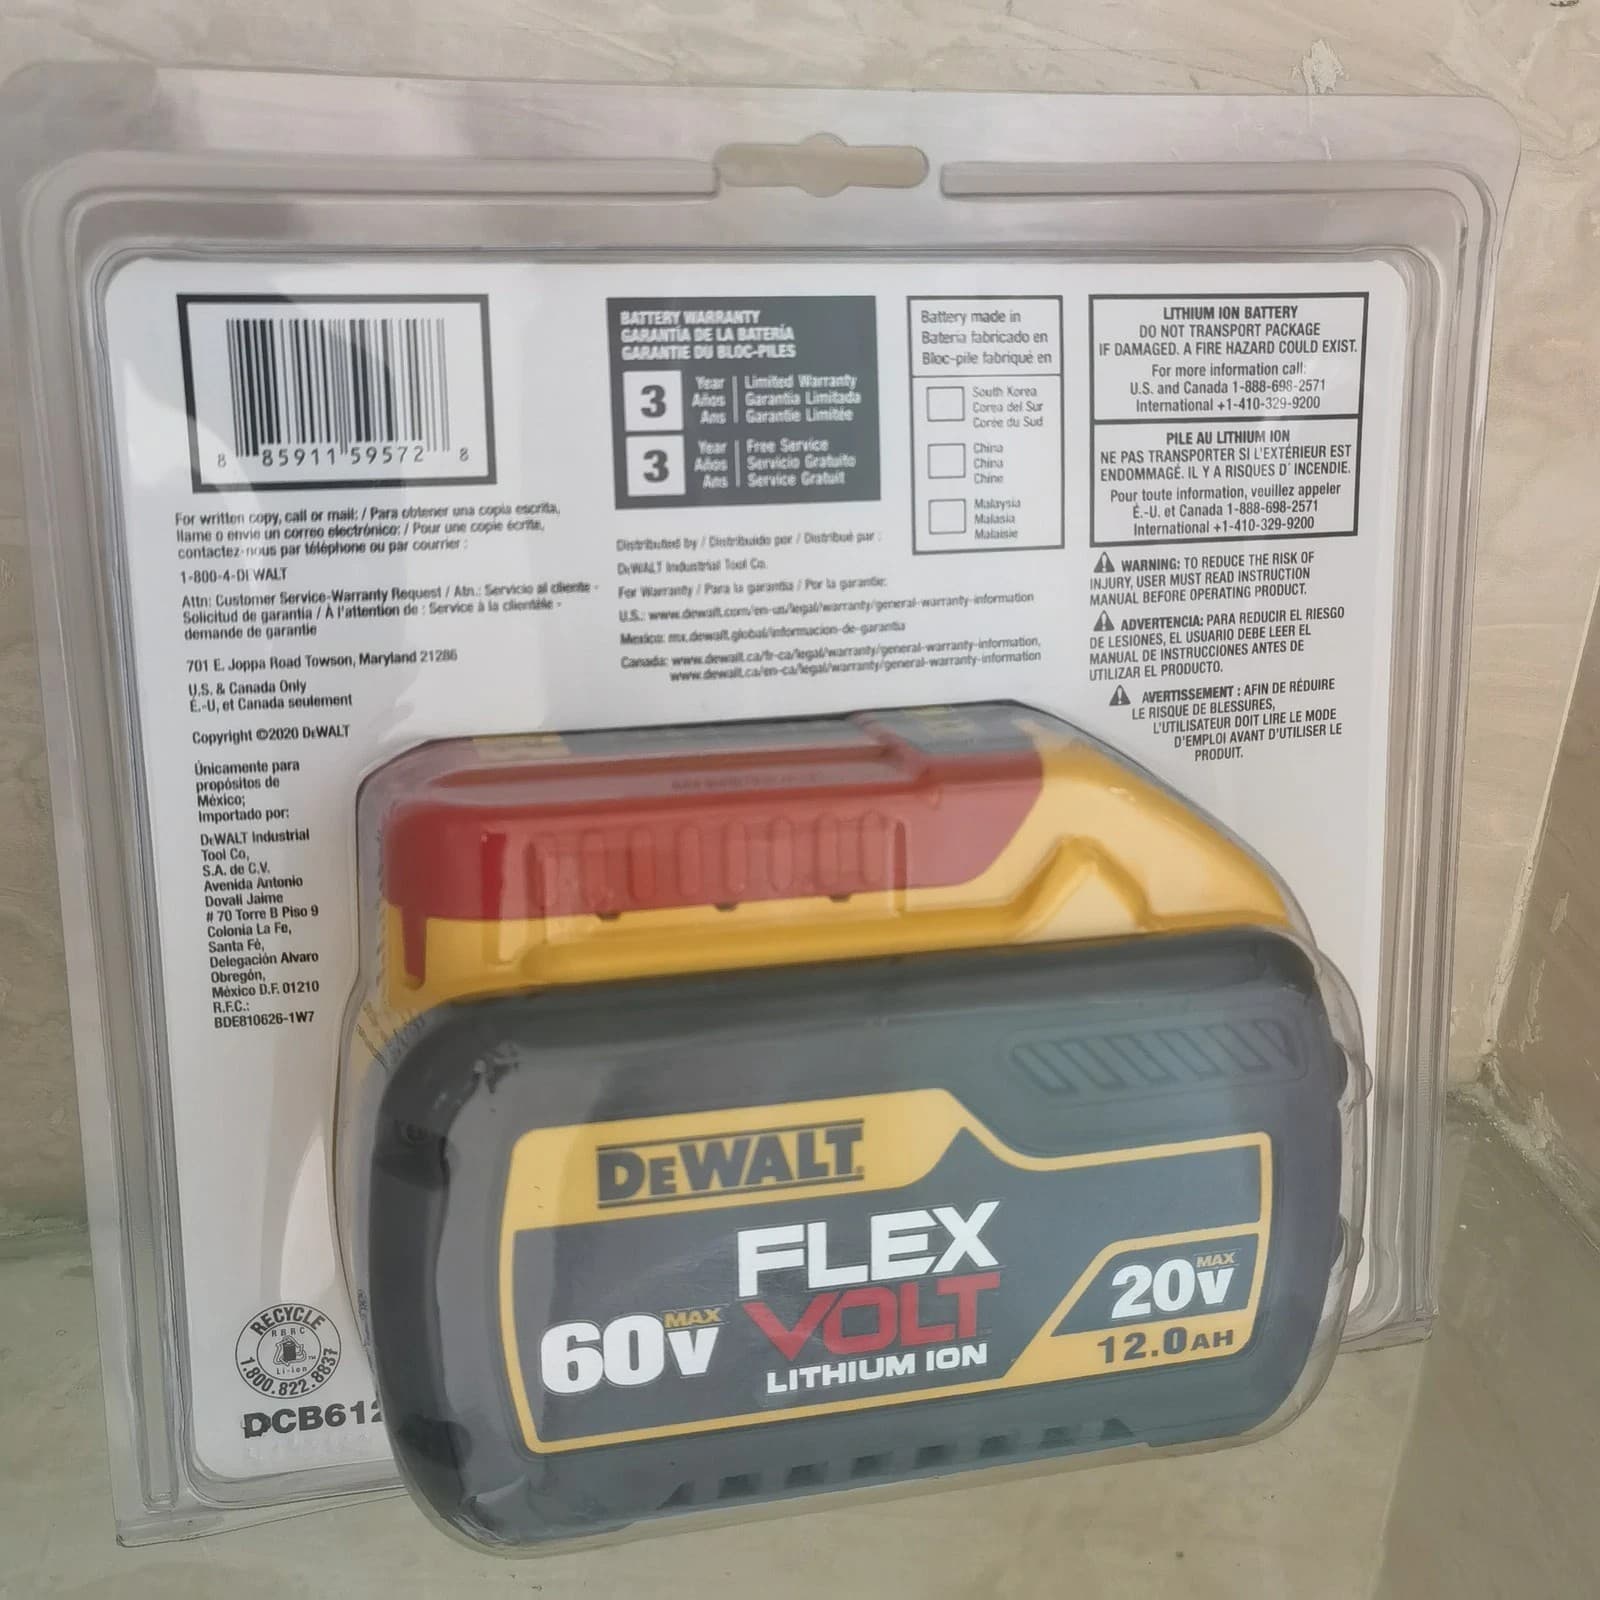 8 85911 59572 8
For written copy, call or mail: / Para obtener una copia escrita,
llame o envíe un correo electrónico: / Pour une copie écrite,
contactez-nous par téléphone ou par courrier :
1-800-4-DEWALT
Attn: Customer Service-Warranty Request / Atn.: Servicio al cliente -
Solicitud de garantía / À l'attention de : Service à la clientèle -
demande de garantie
701 E. Joppa Road Towson, Maryland 21286
U.S. & Canada Only
É.-U, et Canada seulement
Copyright ©2020 DeWALT
Únicamente para
propósitos de
México;
Importado por:
DeWALT Industrial
Tool Co,
S.A. de C.V.
Avenida Antonio
Dovali Jaime
# 70 Torre B Piso 9
Colonia La Fe,
Santa Fè,
Delegación Alvaro
Obregón,
México D.F. 01210
R.F.C.:
BDE810626-1W7
BATTERY WARRANTY
GARANTÍA DE LA BATERÍA
GARANTIE DU BLOC-PILES
3 Year Limited Warranty
Años Garantía Limitada
Ans Garantie Limitée
3 Year Free Service
Años Servicio Gratuito
Ans Service Gratuit
Distributed by / Distribuido por / Distribué par :
DeWALT Industrial Tool Co.
For Warranty / Para la garantía / Por la garantie:
U.S.: www.dewalt.com/en-us/legal/warranty/general-warranty-information
Mexico: mx.dewalt.global/informacion-de-garantia
Canada: www.dewalt.ca/fr-ca/legal/warranty/general-warranty-information,
www.dewalt.ca/en-ca/legal/warranty/general-warranty-information
Battery made in
Batería fabricado en
Bloc-pile fabriqué en
South Korea
Corea del Sur
Corée du Sud
China
China
Chine
Malaysia
Malasia
Malaisie
LITHIUM ION BATTERY
DO NOT TRANSPORT PACKAGE
IF DAMAGED. A FIRE HAZARD COULD EXIST.
For more information call:
U.S. and Canada 1-888-698-2571
International +1-410-329-9200
PILE AU LITHIUM ION
NE PAS TRANSPORTER SI L'EXTÉRIEUR EST
ENDOMMAGÉ. IL Y A RISQUES D' INCENDIE.
Pour toute information, veuillez appeler
É.-U. et Canada 1-888-698-2571
International +1-410-329-9200
WARNING: TO REDUCE THE RISK OF
INJURY, USER MUST READ INSTRUCTION
MANUAL BEFORE OPERATING PRODUCT.
ADVERTENCIA: PARA REDUCIR EL RIESGO
DE LESIONES, EL USUARIO DEBE LEER EL
MANUAL DE INSTRUCCIONES ANTES DE
UTILIZAR EL PRODUCTO.
AVERTISSEMENT : AFIN DE RÉDUIRE
LE RISQUE DE BLESSURES,
L'UTILISATEUR DOIT LIRE LE MODE
D'EMPLOI AVANT D'UTILISER LE
PRODUIT.
DeWALT
FLEX
VOLT
LITHIUM ION
60V MAX
20V MAX
12.0AH
RECYCLE
RBRC
Li-ion
1.800.822.8837
DCB612